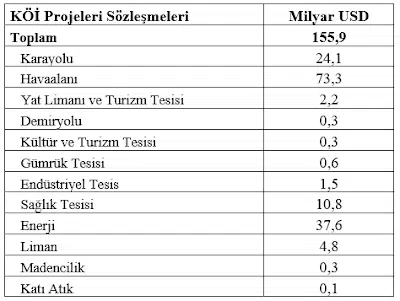 KÖİ Projeleri Sözleşmeleri Milyar USD
Toplam 155,9
Karayolu 24,1
Havaalanı 73,3
Yat Limanı ve Turizm Tesisi 2,2
Demiryolu 0,3
Kültür ve Turizm Tesisi 0,3
Gümrük Tesisi 0,6
Endüstriyel Tesis 1,5
Sağlık Tesisi 10,8
Enerji 37,6
Liman 4,8
Madencilik 0,3
Katı Atık 0,1